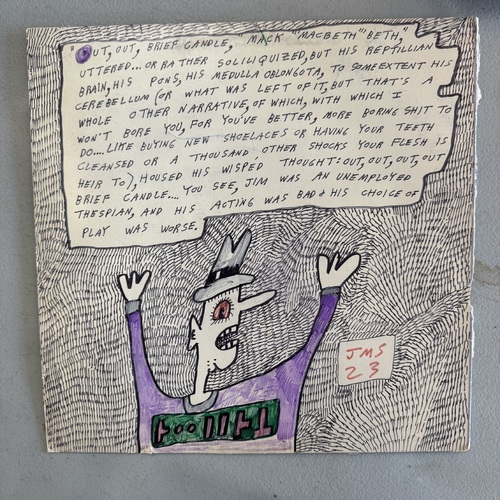 "OUT, OUT, BRIEF CANDLE," MACK "MACBETH" BETH,"
UTTERED... OR RATHER SOLILIQUIZED, BUT HIS REPTILLIAN
BRAIN, HIS PONS, HIS MEDULLA OBLONGOTA, TO SOME EXTENT HIS
CEREBELLUM (OR WHAT WAS LEFT OF IT, BUT THAT'S A
WHOLE OTHER NARRATIVE, OF WHICH, WITH WHICH I
WON'T BORE YOU, FOR YOU'VE BETTER, MORE BORING SHIT TO
DO.... LIKE BUYING NEW SHOELACES OR HAVING YOUR TEETH
CLEANSED OR A THOUSAND OTHER SHOCKS YOUR FLESH IS
HEIR TO), HOUSED HIS WISPED THOUGHT: OUT, OUT, OUT, OUT
BRIEF CANDLE.... YOU SEE, JIM WAS AN UNEMPLOYED
THESPIAN, AND HIS ACTING WAS BAD & HIS CHOICE OF
PLAY WAS WORSE.
JMS
23